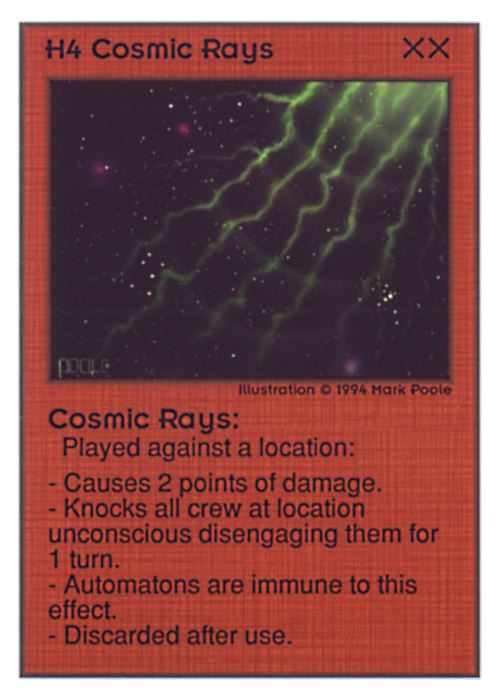 H4 Cosmic Rays XX
POOLE
Illustration © 1994 Mark Poole
Cosmic Rays:
Played against a location:
- Causes 2 points of damage.
- Knocks all crew at location
unconscious disengaging them for
1 turn.
- Automatons are immune to this
effect.
- Discarded after use.